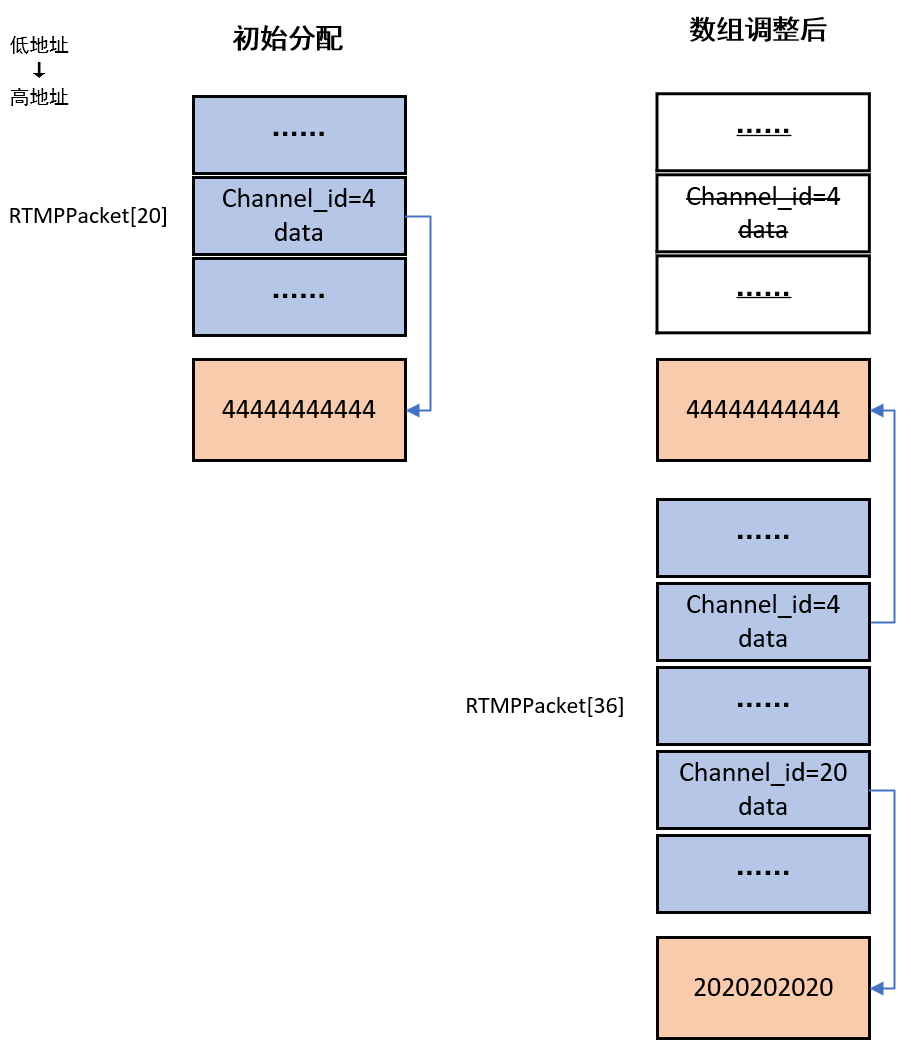 低地址
↓
高地址
初始分配
......
RTMPPacket[20]
Channel_id=4
data
......
44444444444
数组调整后
......
Channel_id=4
data
......
44444444444
......
Channel_id=4
data
RTMPPacket[36]
......
Channel_id=20
data
......
2020202020